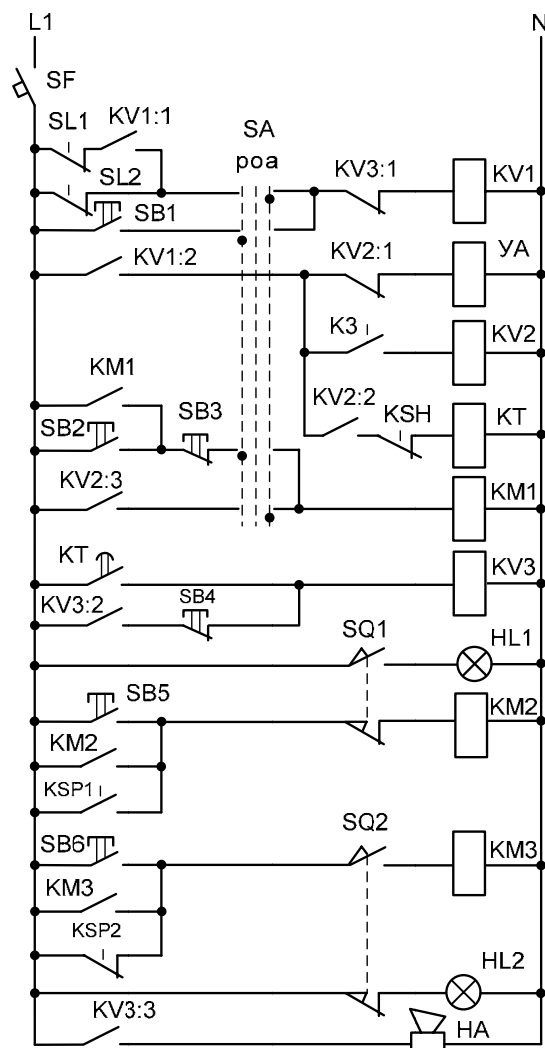 L1 N
SF
SL1 KV1:1
SA
роа
SL2 KV3:1 KV1
SB1
KV1:2 KV2:1 УА
КЗ KV2
KM1 KV2:2 KSH KT
SB2 SB3
KV2:3 KM1
KT KV3
KV3:2 SB4
SQ1 HL1
SB5 KM2
KM2
KSP1
SB6 SQ2 KM3
KM3
KSP2
HL2
KV3:3 HA